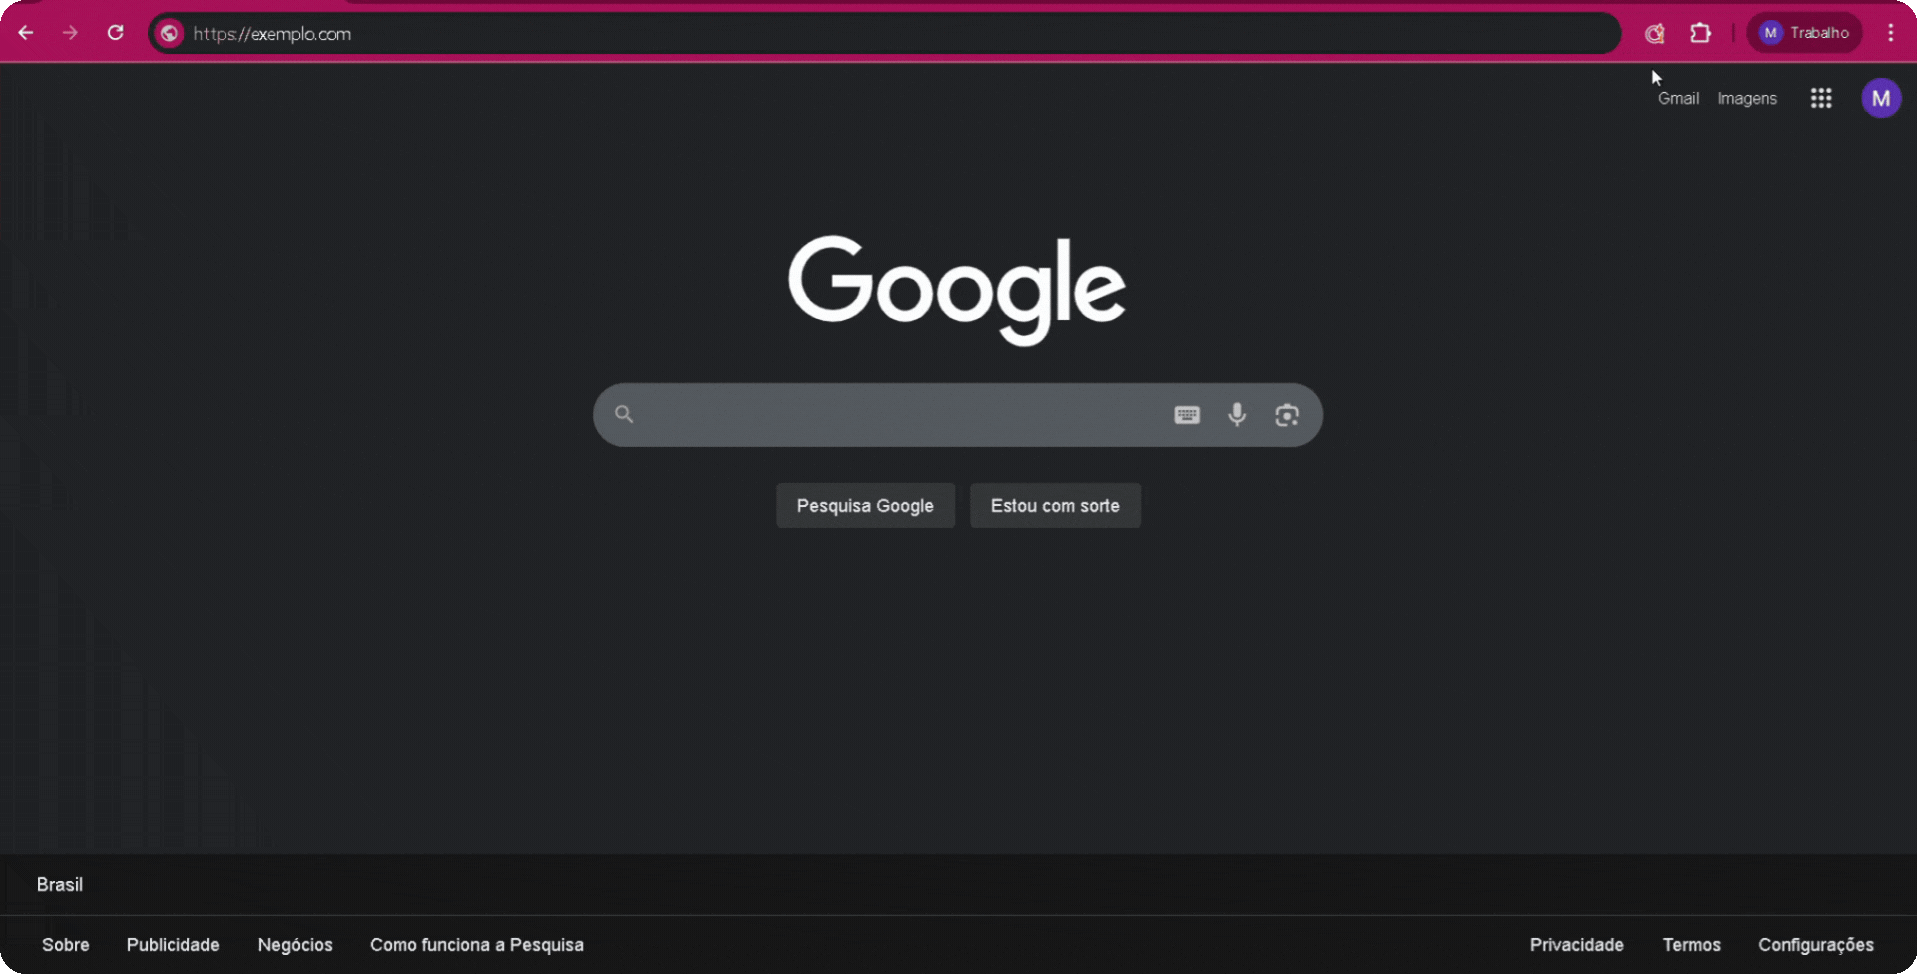 https://exemplo.com
M Trabalho
Gmail Imagens M
Google
Pesquisa Google Estou com sorte
Brasil
Sobre Publicidade Negócios Como funciona a Pesquisa Privacidade Termos Configurações